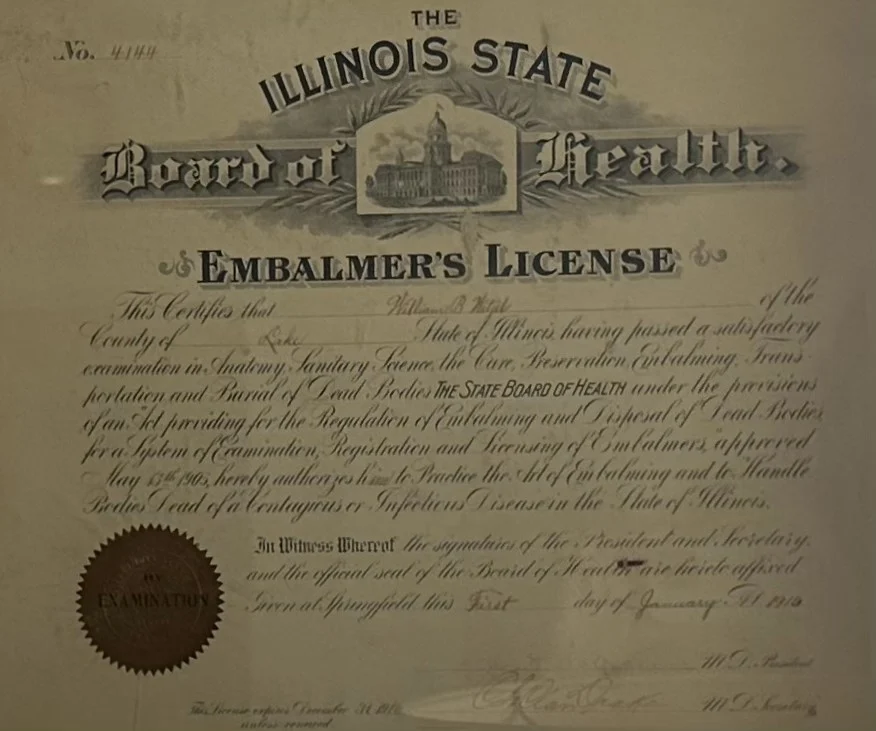 No. 4144
THE
ILLINOIS STATE
Board of Health.
EMBALMER'S LICENSE
This Certifies that William B of the
County of Lake State of Illinois, having passed a satisfactory
examination in Anatomy, Sanitary Science, the Care, Preservation, Embalming, Trans-
portation and Burial of Dead Bodies THE STATE BOARD OF HEALTH under the provisions
of an "Act providing for the Regulation of Embalming and Disposal of Dead Bodies,
for a System of Examination, Registration and Licensing of Embalmers," approved
May 13th 1905, hereby authorizes him to Practice the Art of Embalming and to Handle
Bodies Dead of a Contagious or Infectious Disease in the State of Illinois.
In Witness Whereof the signatures of the President and Secretary,
and the official seal of the Board of Health are hereto affixed
Given at Springfield this First day of January A.D. 1916
BY
EXAMINATION
M.D. President
M.D. Secretary
This License expires December 31, 
unless renewed